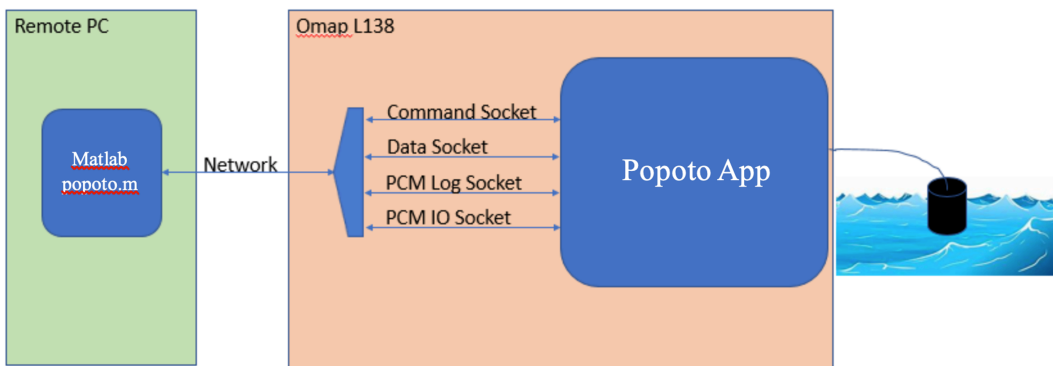 Remote PC
Omap L138
Matlab
popoto.m
Network
Command Socket
Data Socket
PCM Log Socket
PCM IO Socket
Popoto App